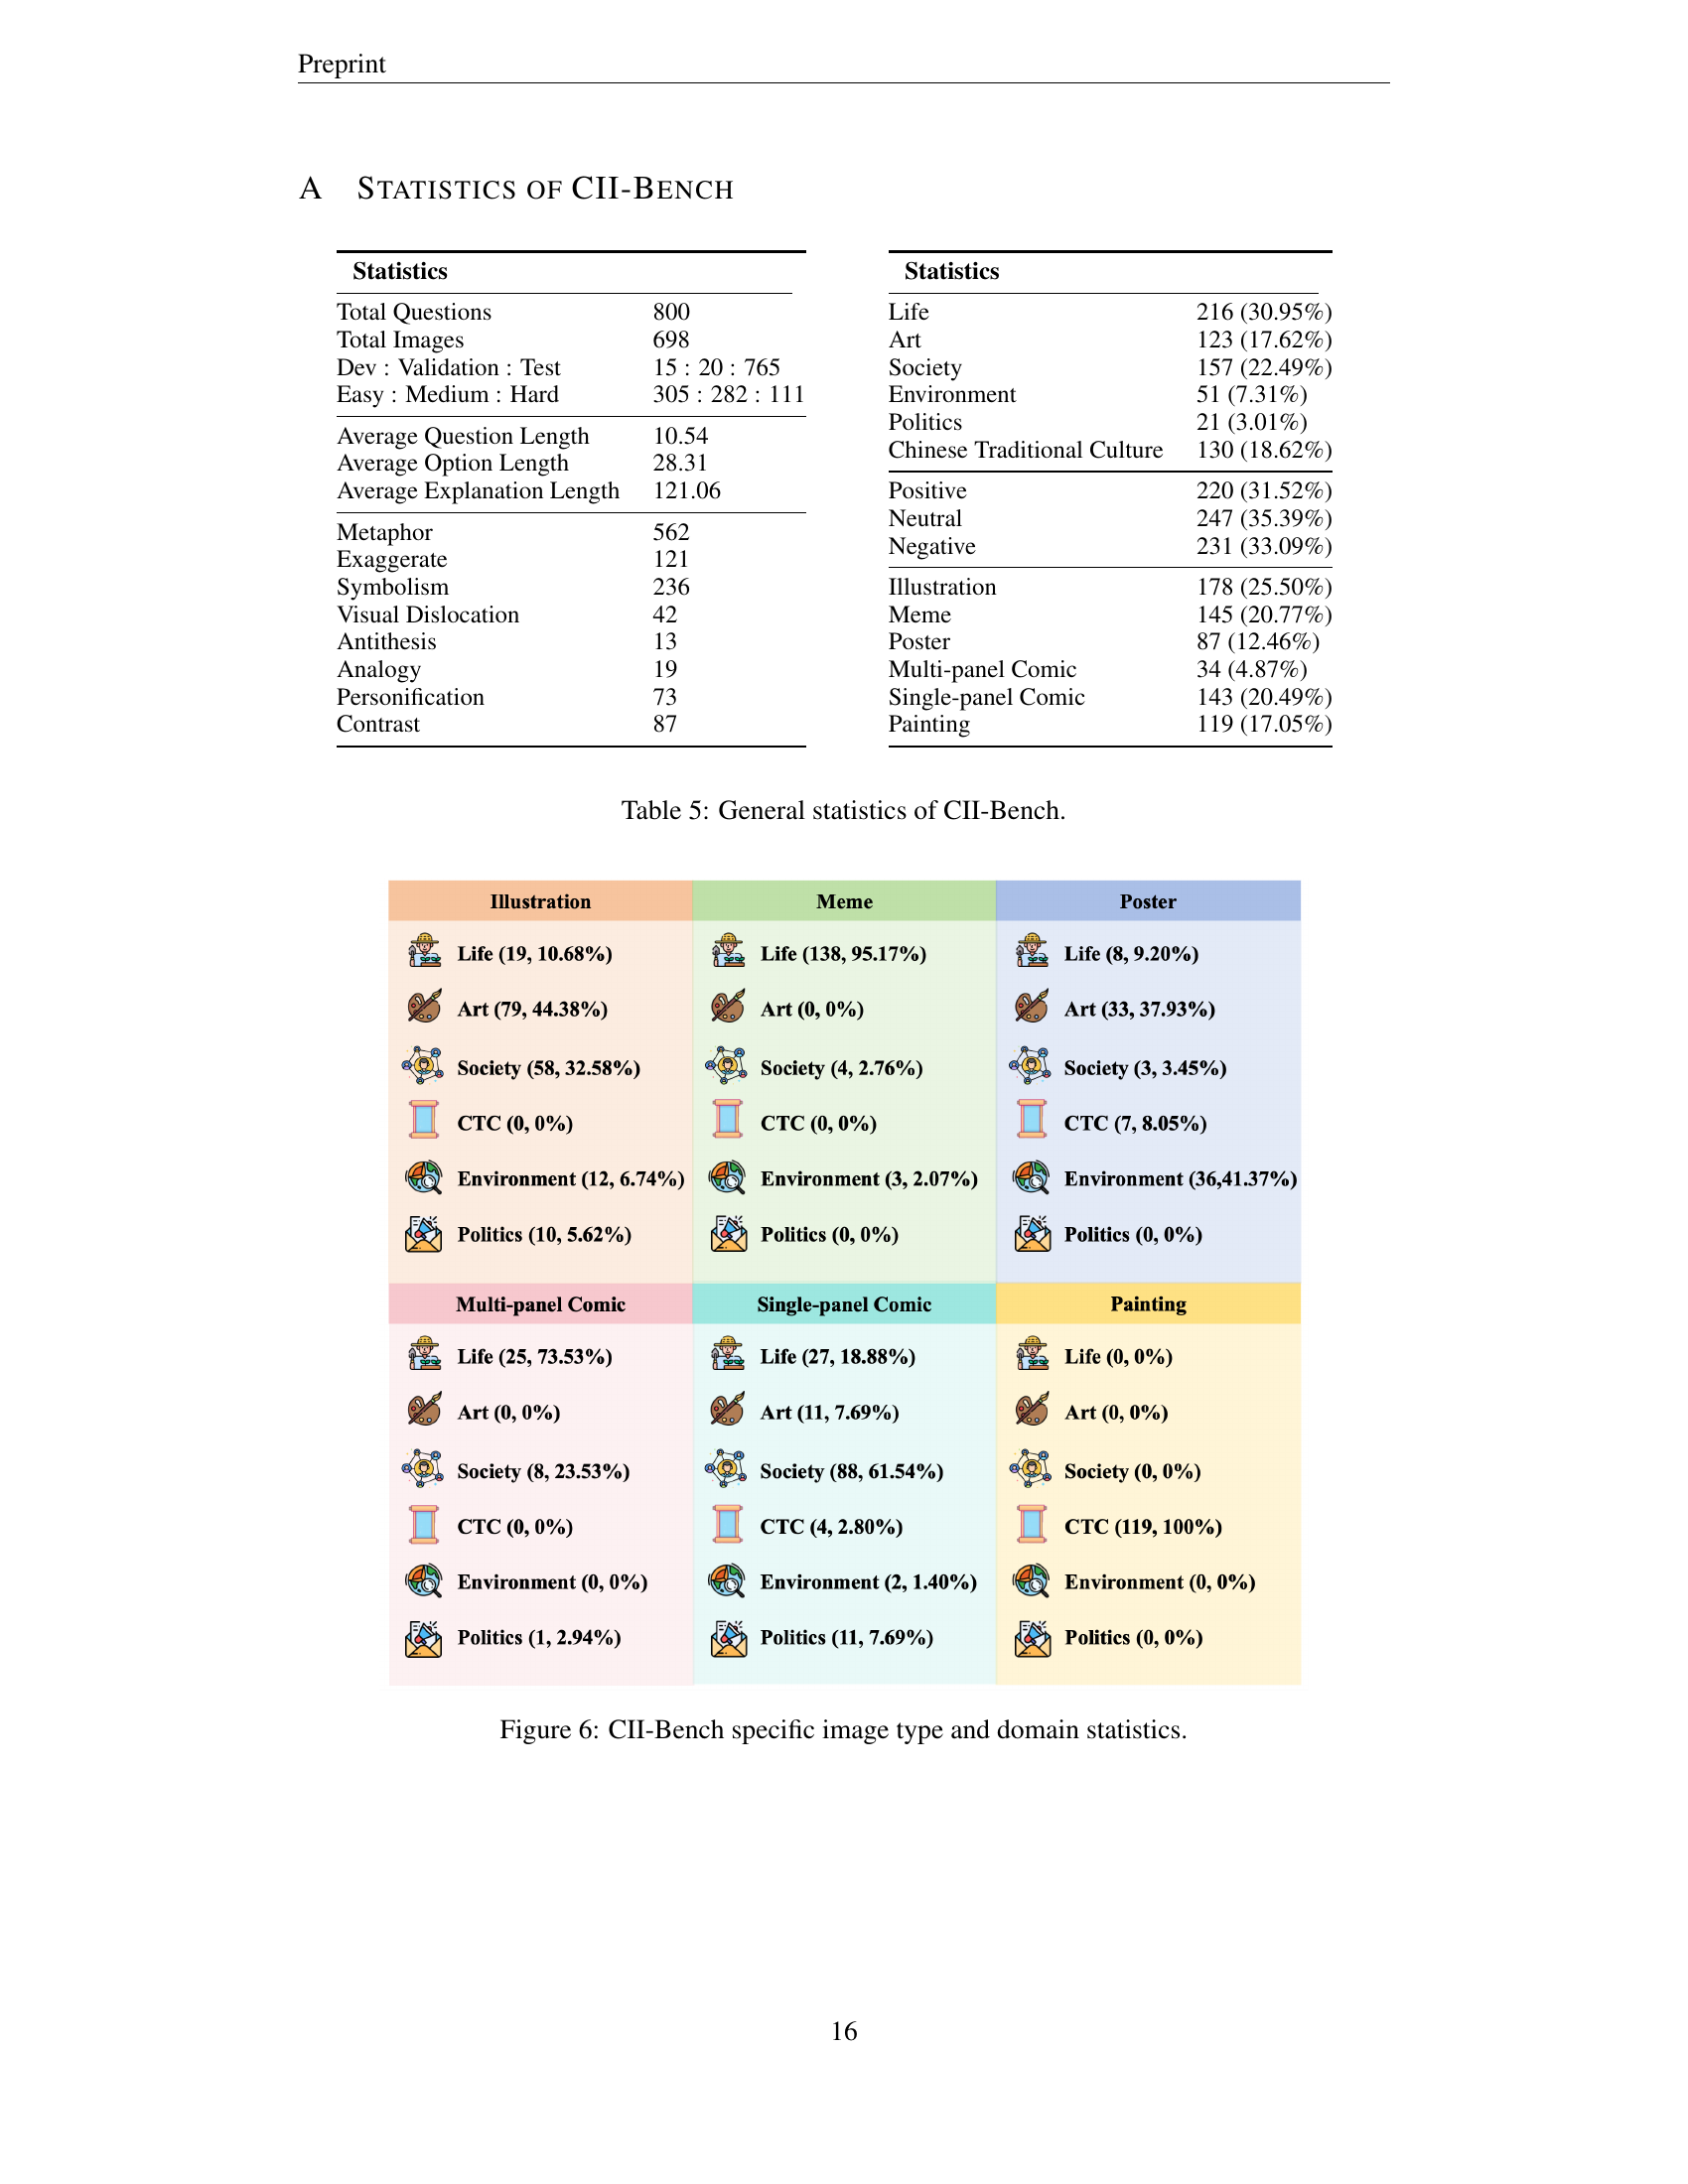 Preprint
A STATISTICS OF CII-BENCH
Statistics
Total Questions 800
Total Images 698
Dev : Validation : Test 15 : 20 : 765
Easy : Medium : Hard 305 : 282 : 111
Average Question Length 10.54
Average Option Length 28.31
Average Explanation Length 121.06
Metaphor 562
Exaggerate 121
Symbolism 236
Visual Dislocation 42
Antithesis 13
Analogy 19
Personification 73
Contrast 87
Statistics
Life 216 (30.95%)
Art 123 (17.62%)
Society 157 (22.49%)
Environment 51 (7.31%)
Politics 21 (3.01%)
Chinese Traditional Culture 130 (18.62%)
Positive 220 (31.52%)
Neutral 247 (35.39%)
Negative 231 (33.09%)
Illustration 178 (25.50%)
Meme 145 (20.77%)
Poster 87 (12.46%)
Multi-panel Comic 34 (4.87%)
Single-panel Comic 143 (20.49%)
Painting 119 (17.05%)
Table 5: General statistics of CII-Bench.
Illustration
Life (19, 10.68%)
Art (79, 44.38%)
Society (58, 32.58%)
CTC (0, 0%)
Environment (12, 6.74%)
Politics (10, 5.62%)
Meme
Life (138, 95.17%)
Art (0, 0%)
Society (4, 2.76%)
CTC (0, 0%)
Environment (3, 2.07%)
Politics (0, 0%)
Poster
Life (8, 9.20%)
Art (33, 37.93%)
Society (3, 3.45%)
CTC (7, 8.05%)
Environment (36,41.37%)
Politics (0, 0%)
Multi-panel Comic
Life (25, 73.53%)
Art (0, 0%)
Society (8, 23.53%)
CTC (0, 0%)
Environment (0, 0%)
Politics (1, 2.94%)
Single-panel Comic
Life (27, 18.88%)
Art (11, 7.69%)
Society (88, 61.54%)
CTC (4, 2.80%)
Environment (2, 1.40%)
Politics (11, 7.69%)
Painting
Life (0, 0%)
Art (0, 0%)
Society (0, 0%)
CTC (119, 100%)
Environment (0, 0%)
Politics (0, 0%)
Figure 6: CII-Bench specific image type and domain statistics.
16